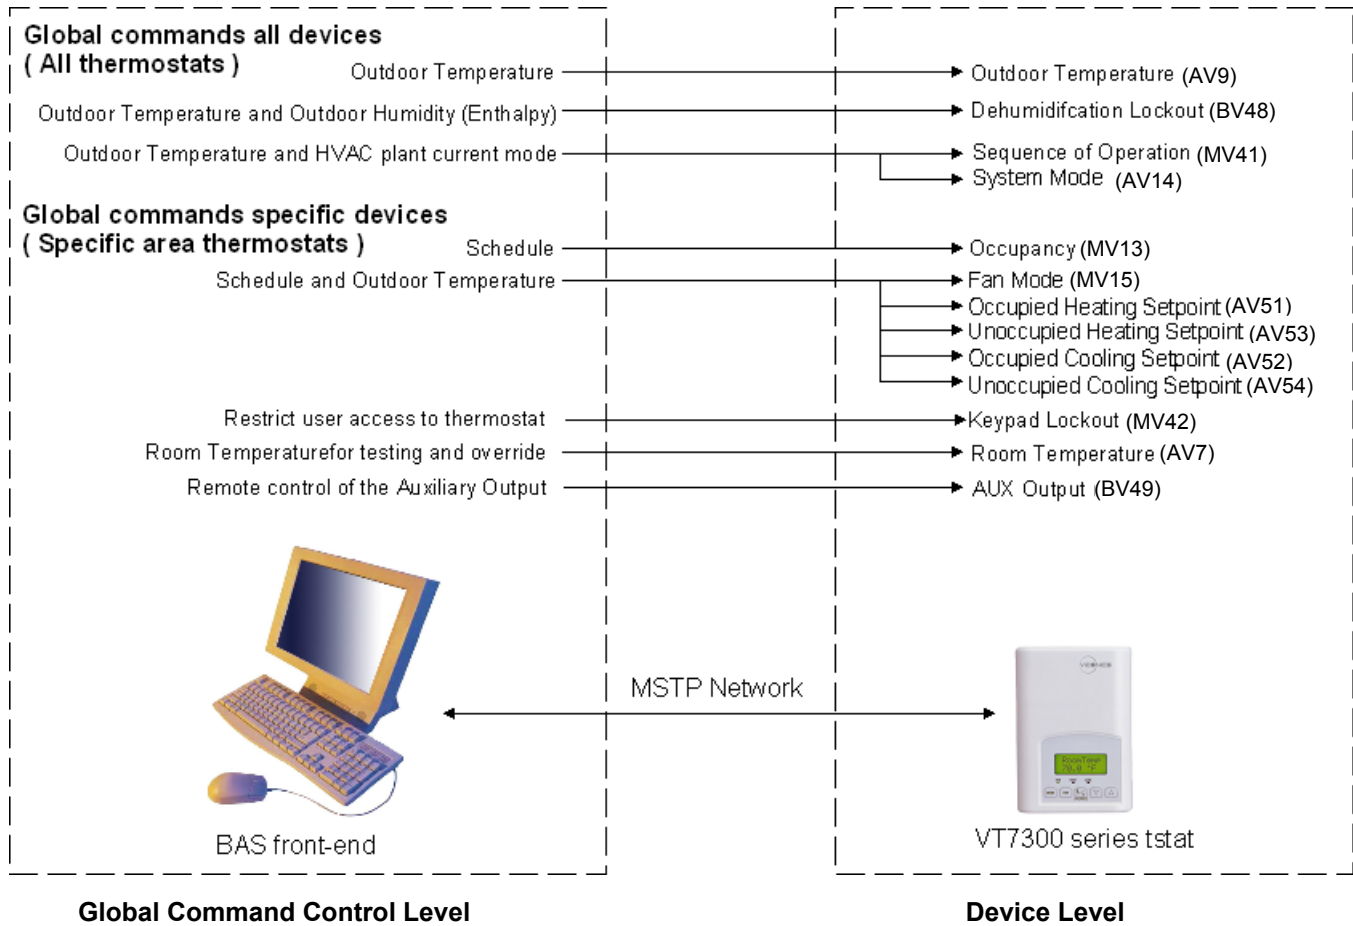 Global commands all devices
( All thermostats )
Outdoor Temperature
Outdoor Temperature (AV9)
Outdoor Temperature and Outdoor Humidity (Enthalpy)
Dehumidifcation Lockout (BV48)
Outdoor Temperature and HVAC plant current mode
Sequence of Operation (MV41)
System Mode (AV14)
Global commands specific devices
( Specific area thermostats )
Schedule
Occupancy (MV13)
Schedule and Outdoor Temperature
Fan Mode (MV15)
Occupied Heating Setpoint (AV51)
Unoccupied Heating Setpoint (AV53)
Occupied Cooling Setpoint (AV52)
Unoccupied Cooling Setpoint (AV54)
Restrict user access to thermostat
Keypad Lockout (MV42)
Room Temperaturefor testing and override
Room Temperature (AV7)
Remote control of the Auxiliary Output
AUX Output (BV49)
MSTP Network
RoomTemp
BAS front-end
VT7300 series tstat
Global Command Control Level
Device Level